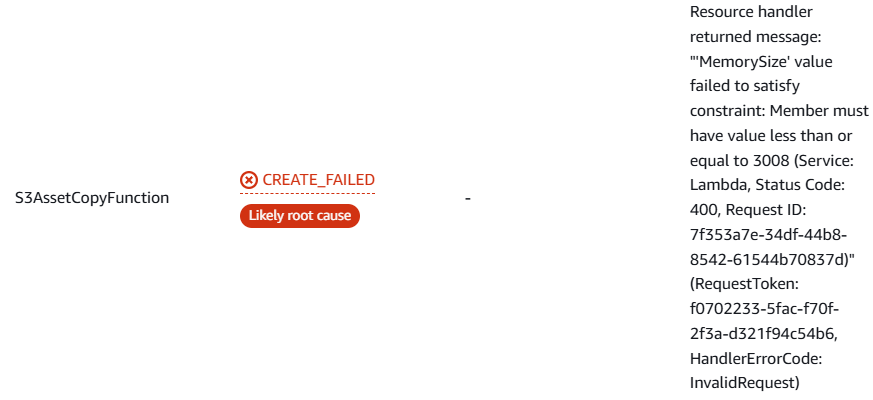 Resource handler
returned message:
"'MemorySize' value
failed to satisfy
constraint: Member must
have value less than or
equal to 3008 (Service:
Lambda, Status Code:
400, Request ID:
7f353a7e-34df-44b8-
8542-61544b70837d)"
(RequestToken:
f0702233-5fac-f70f-
2f3a-d321f94c54b6,
HandlerErrorCode:
InvalidRequest)
S3AssetCopyFunction
CREATE_FAILED
Likely root cause
-